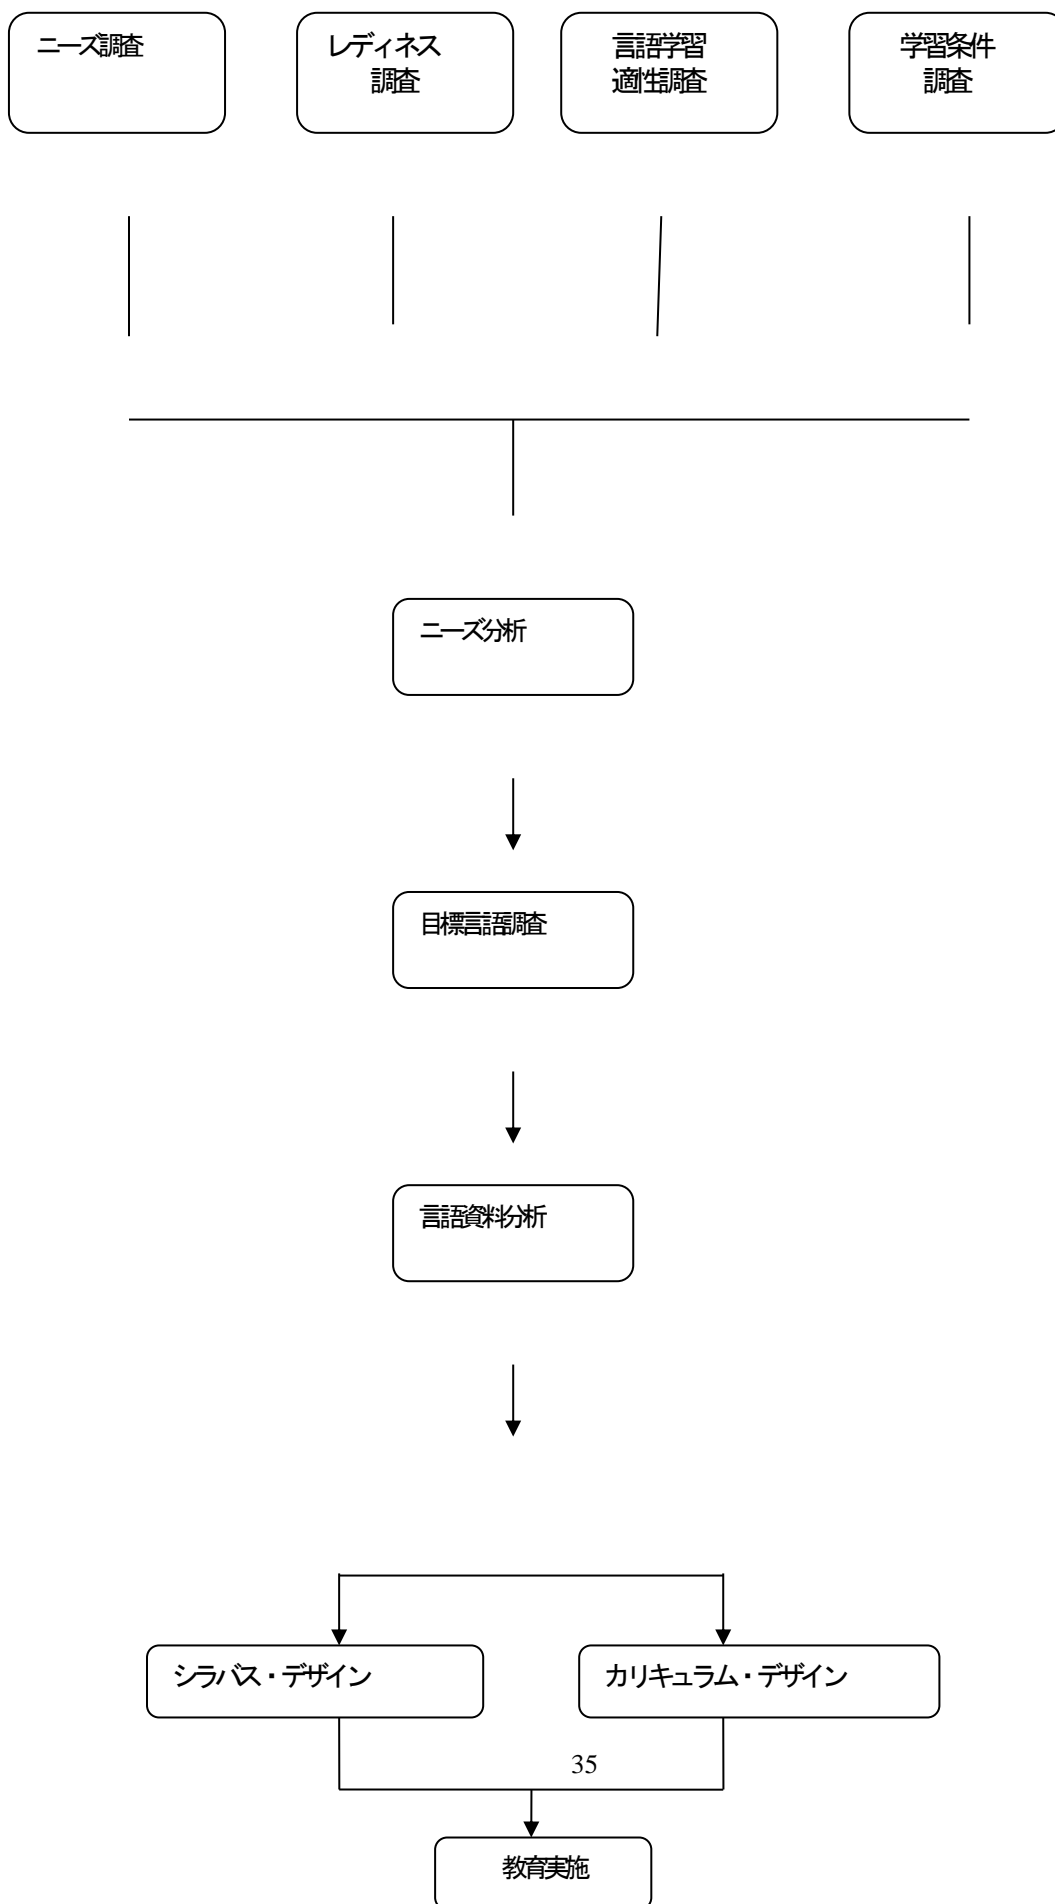 ニーズ調査
レディネス
調査
言語学習
適性調査
学習条件
調査
ニーズ分析
目標言語調査
言語資料分析
シラバス・デザイン
カリキュラム・デザイン
35
教育実施